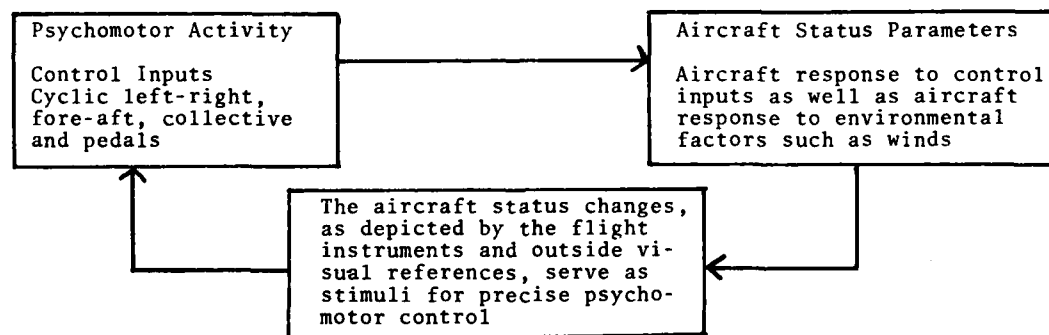 Psychomotor Activity
Control Inputs
Cyclic left-right,
fore-aft, collective
and pedals
Aircraft Status Parameters
Aircraft response to control
inputs as well as aircraft
response to environmental
factors such as winds
The aircraft status changes,
as depicted by the flight
instruments and outside vi-
sual references, serve as
stimuli for precise psycho-
motor control